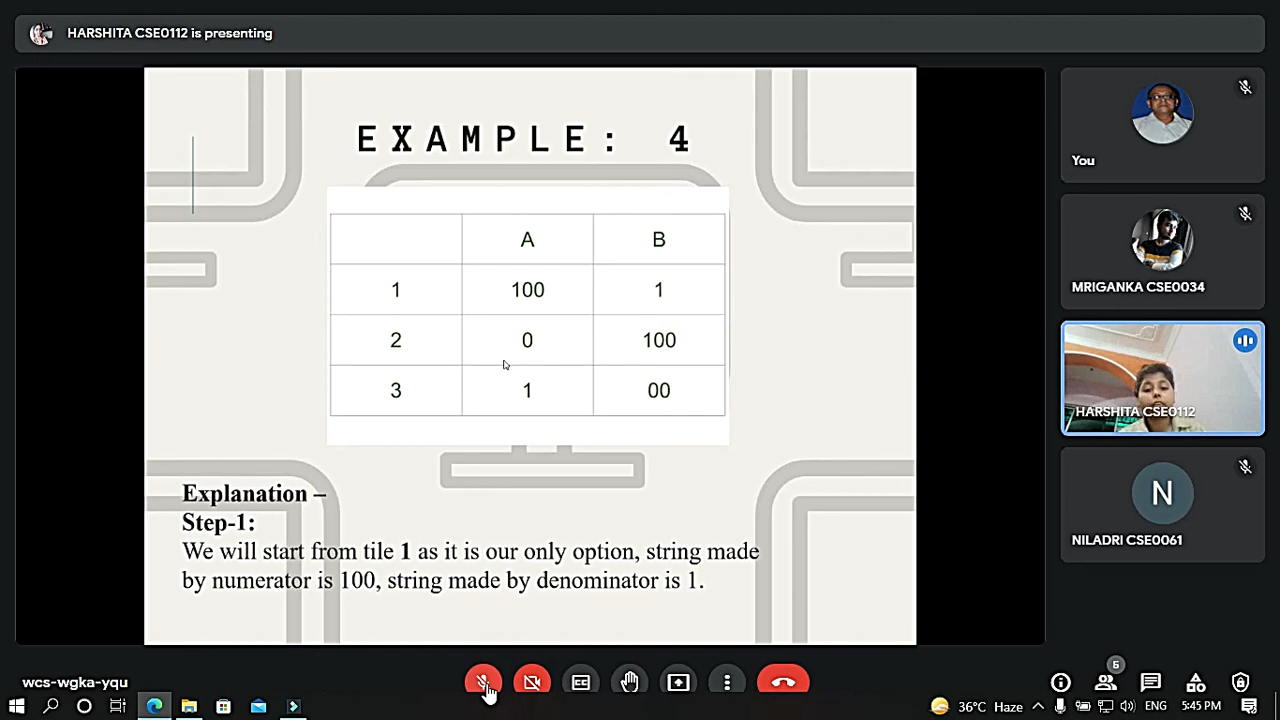 HARSHITA CSE0112 is presenting
EXAMPLE: 4
A B
1 100 1
2 0 100
3 1 00
Explanation –
Step-1:
We will start from tile 1 as it is our only option, string made
by numerator is 100, string made by denominator is 1.
You
MRIGANKA CSE0034
HARSHITA CSE0112
N
NILADRI CSE0061
wcs-wgka-yqu
CC
5
36°C Haze
ENG
5:45 PM